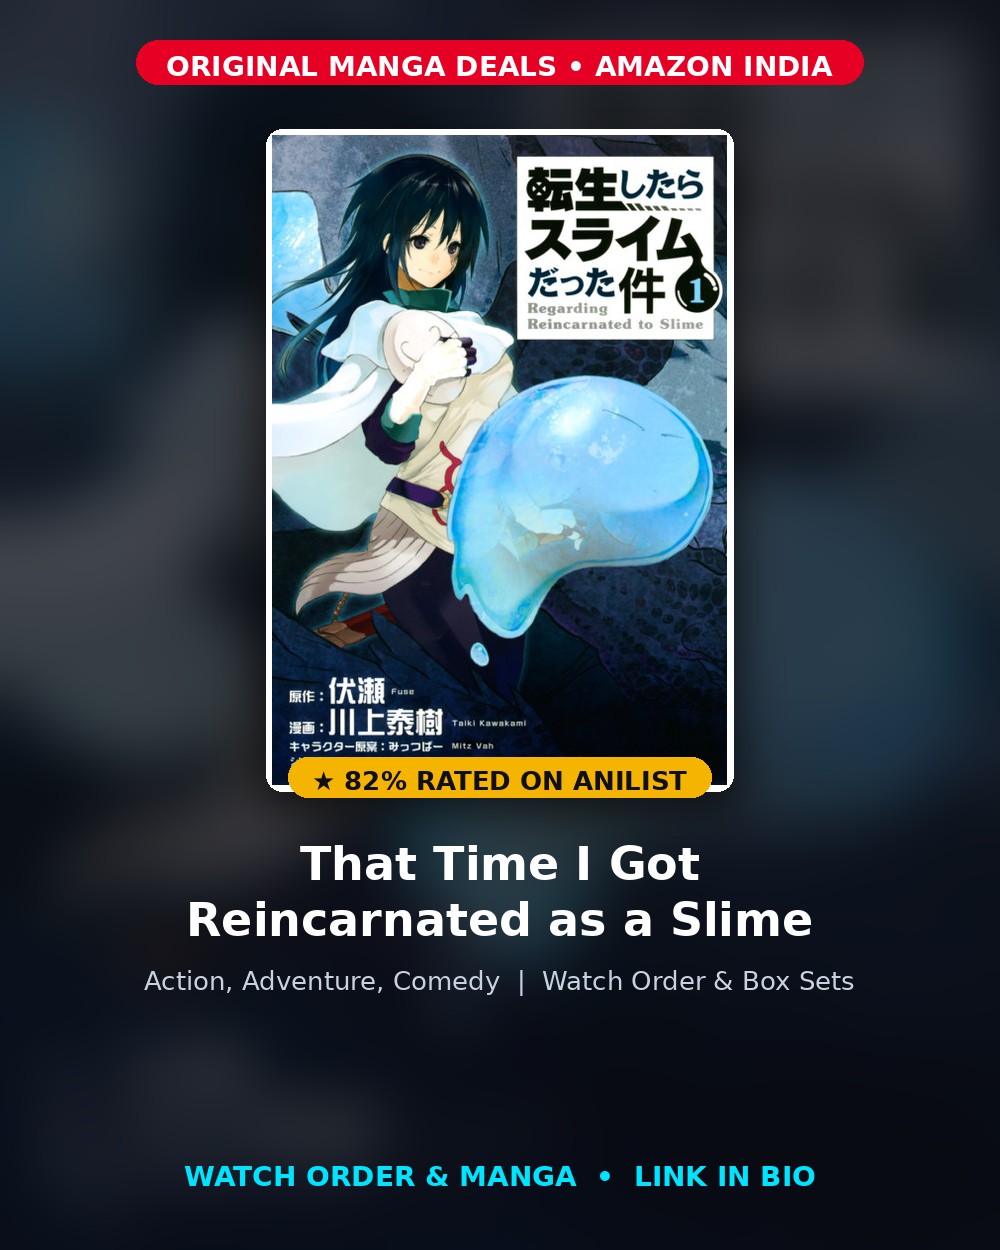 ORIGINAL MANGA DEALS • AMAZON INDIA
転生したら
スライム
だった件 1
Regarding
Reincarnated to Slime
原作：伏瀬 Fuse
漫画：川上泰樹 Taiki Kawakami
キャラクター原案：みっつばー Mitz Vah
★ 82% RATED ON ANILIST
That Time I Got
Reincarnated as a Slime
Action, Adventure, Comedy | Watch Order & Box Sets
WATCH ORDER & MANGA • LINK IN BIO